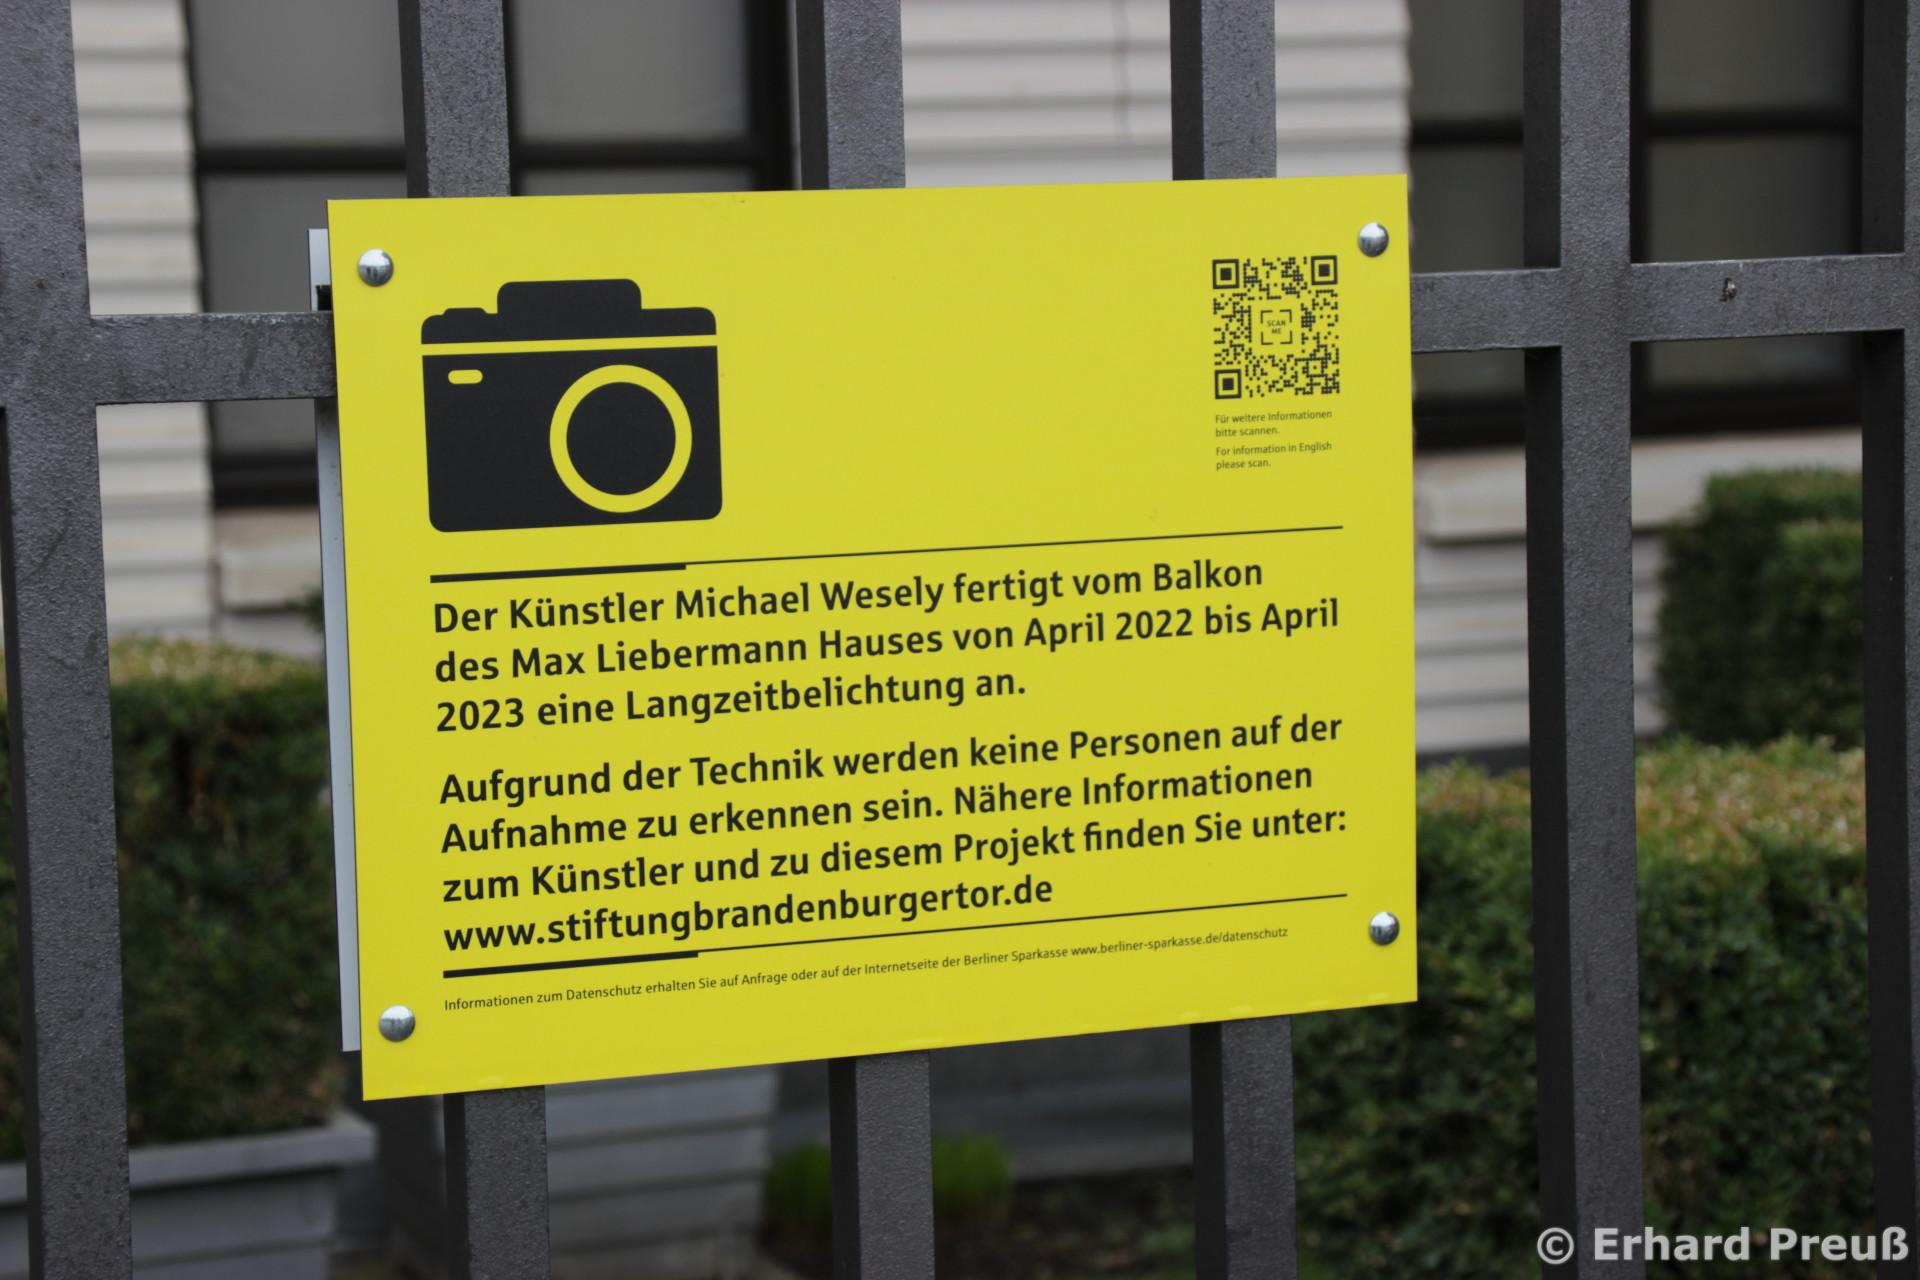 SCAN
ME
Für weitere Informationen
bitte scannen.
For information in English
please scan.
Der Künstler Michael Wesely fertigt vom Balkon
des Max Liebermann Hauses von April 2022 bis April
2023 eine Langzeitbelichtung an.
Aufgrund der Technik werden keine Personen auf der
Aufnahme zu erkennen sein. Nähere Informationen
zum Künstler und zu diesem Projekt finden Sie unter:
www.stiftungbrandenburgertor.de
Informationen zum Datenschutz erhalten Sie auf Anfrage oder auf der Internetseite der Berliner Sparkasse www.berliner-sparkasse.de/datenschutz
© Erhard Preuß